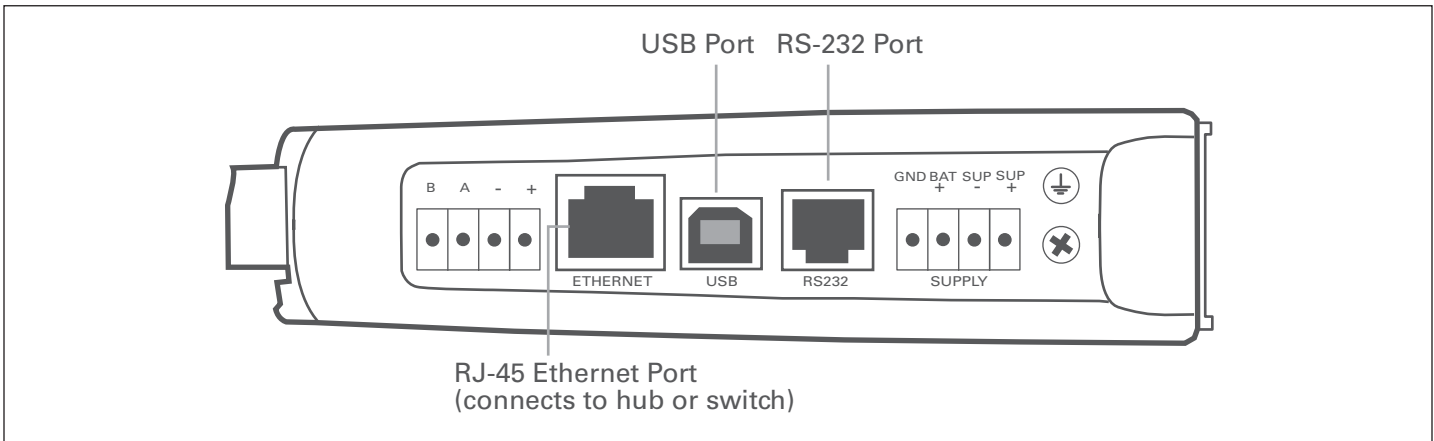 USB Port RS-232 Port
B A - +
GND BAT SUP SUP
+ - +
ETHERNET USB RS232 SUPPLY
RJ-45 Ethernet Port
(connects to hub or switch)